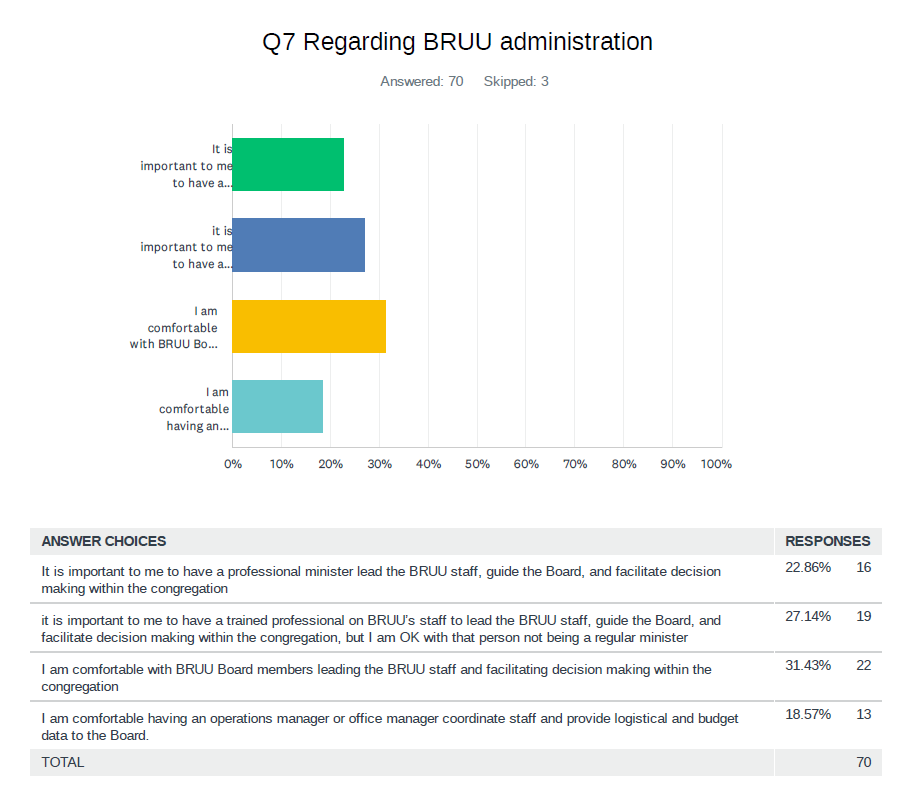 Q7 Regarding BRUU administration
Answered: 70 Skipped: 3
It is
important to me
to have a...
it is
important to me
to have a...
I am
comfortable
with BRUU Bo...
I am
comfortable
having an...
0% 10% 20% 30% 40% 50% 60% 70% 80% 90% 100%
ANSWER CHOICES RESPONSES
It is important to me to have a professional minister lead the BRUU staff, guide the Board, and facilitate decision 22.86% 16
making within the congregation
it is important to me to have a trained professional on BRUU's staff to lead the BRUU staff, guide the Board, and 27.14% 19
facilitate decision making within the congregation, but I am OK with that person not being a regular minister
I am comfortable with BRUU Board members leading the BRUU staff and facilitating decision making within the 31.43% 22
congregation
I am comfortable having an operations manager or office manager coordinate staff and provide logistical and budget 18.57% 13
data to the Board.
TOTAL 70